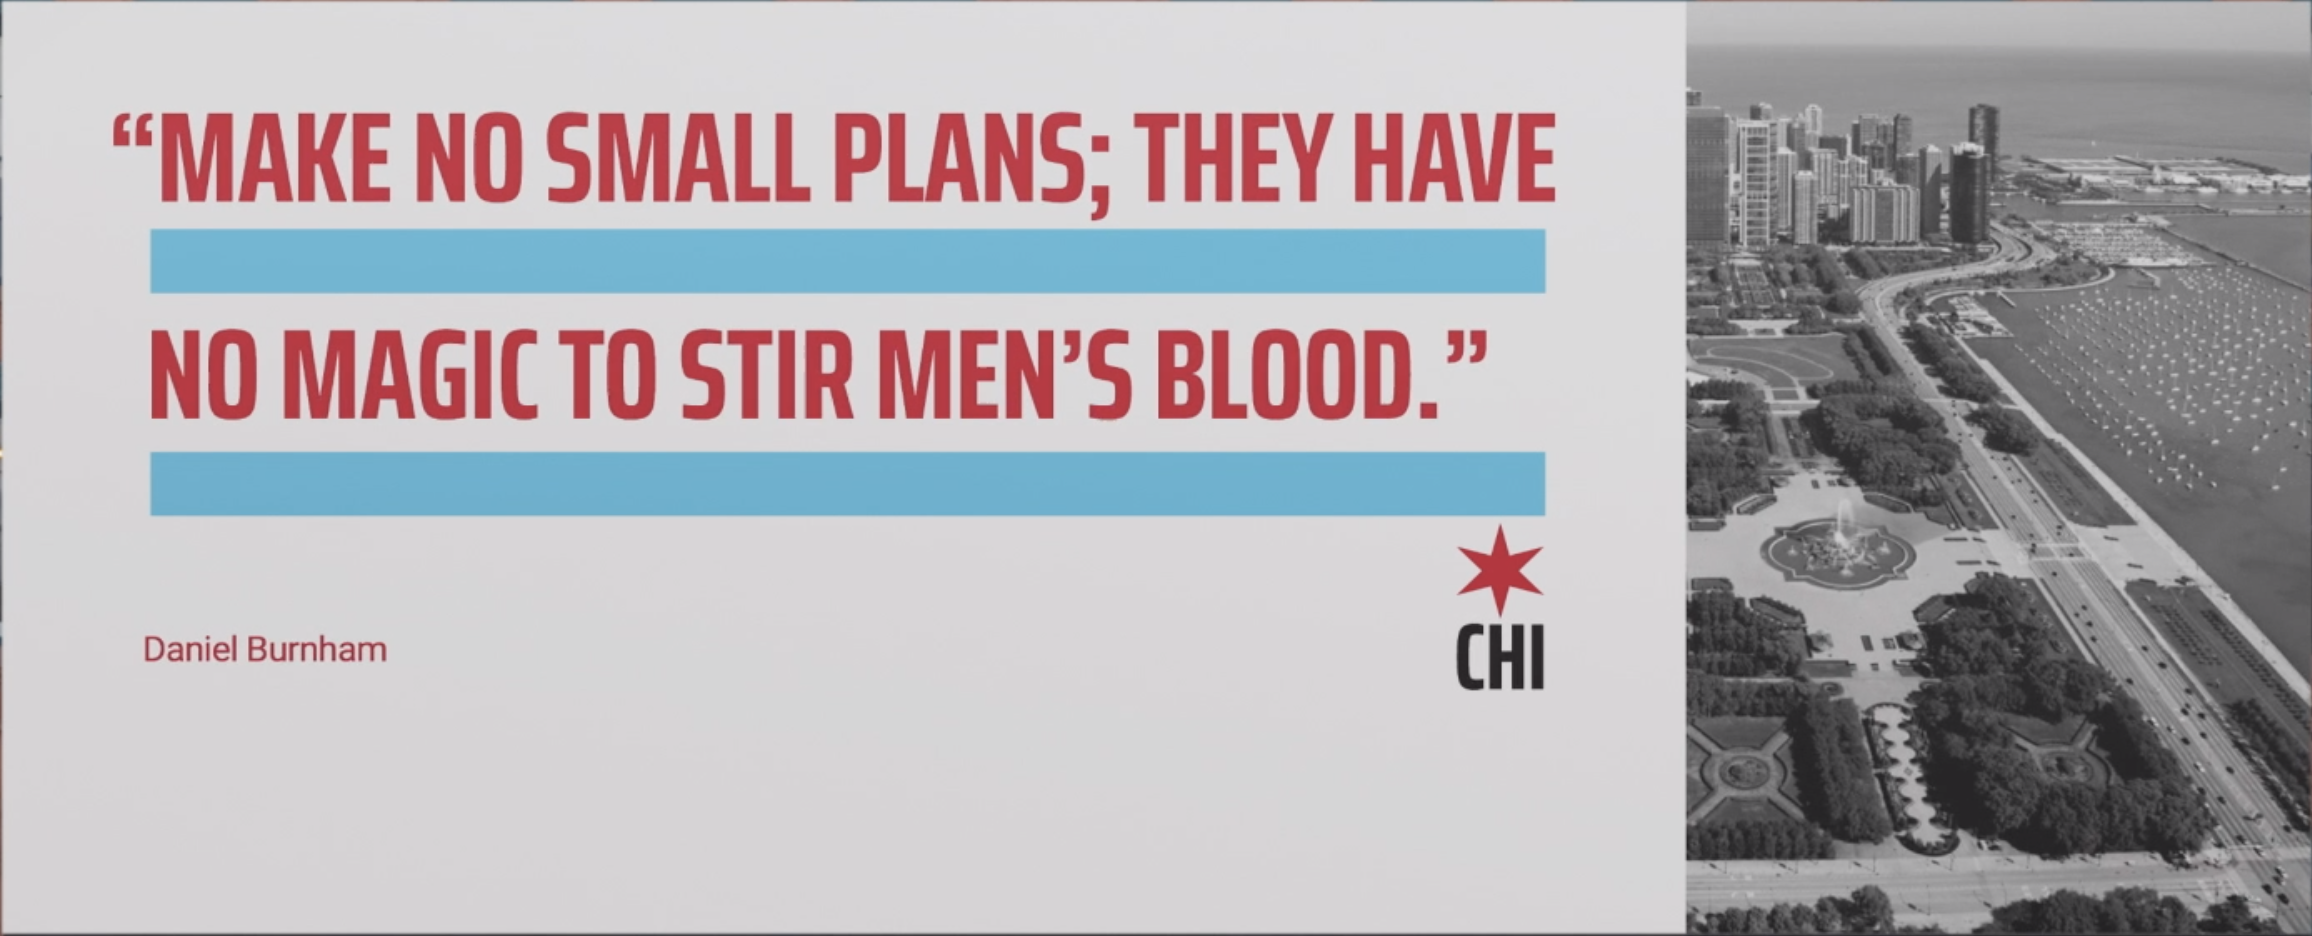 “MAKE NO SMALL PLANS; THEY HAVE
NO MAGIC TO STIR MEN’S BLOOD.”
Daniel Burnham
CHI